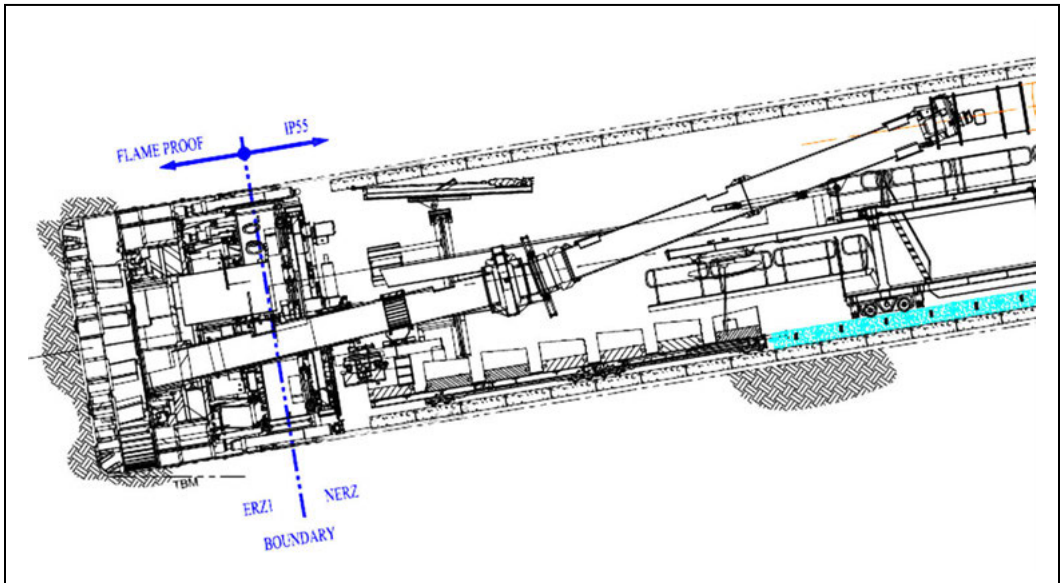 FLAME PROOF
IP55
TBM
ERZ1
NERZ
BOUNDARY